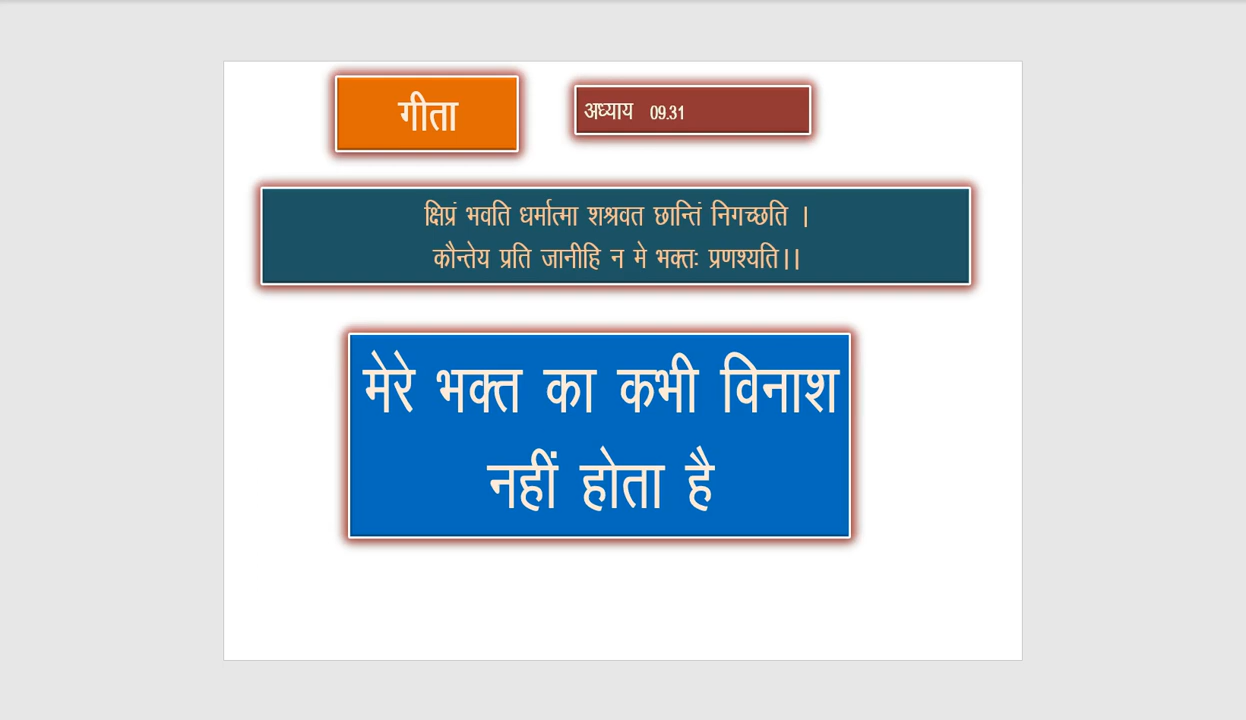 गीता
अध्याय 09.31
क्षिप्रं भवति धर्मात्मा शश्रवत छान्तिं निगच्छति ।
कौन्तेय प्रति जानीहि न मे भक्तः प्रणश्यति।।
मेरे भक्त का कभी विनाश
नहीं होता है